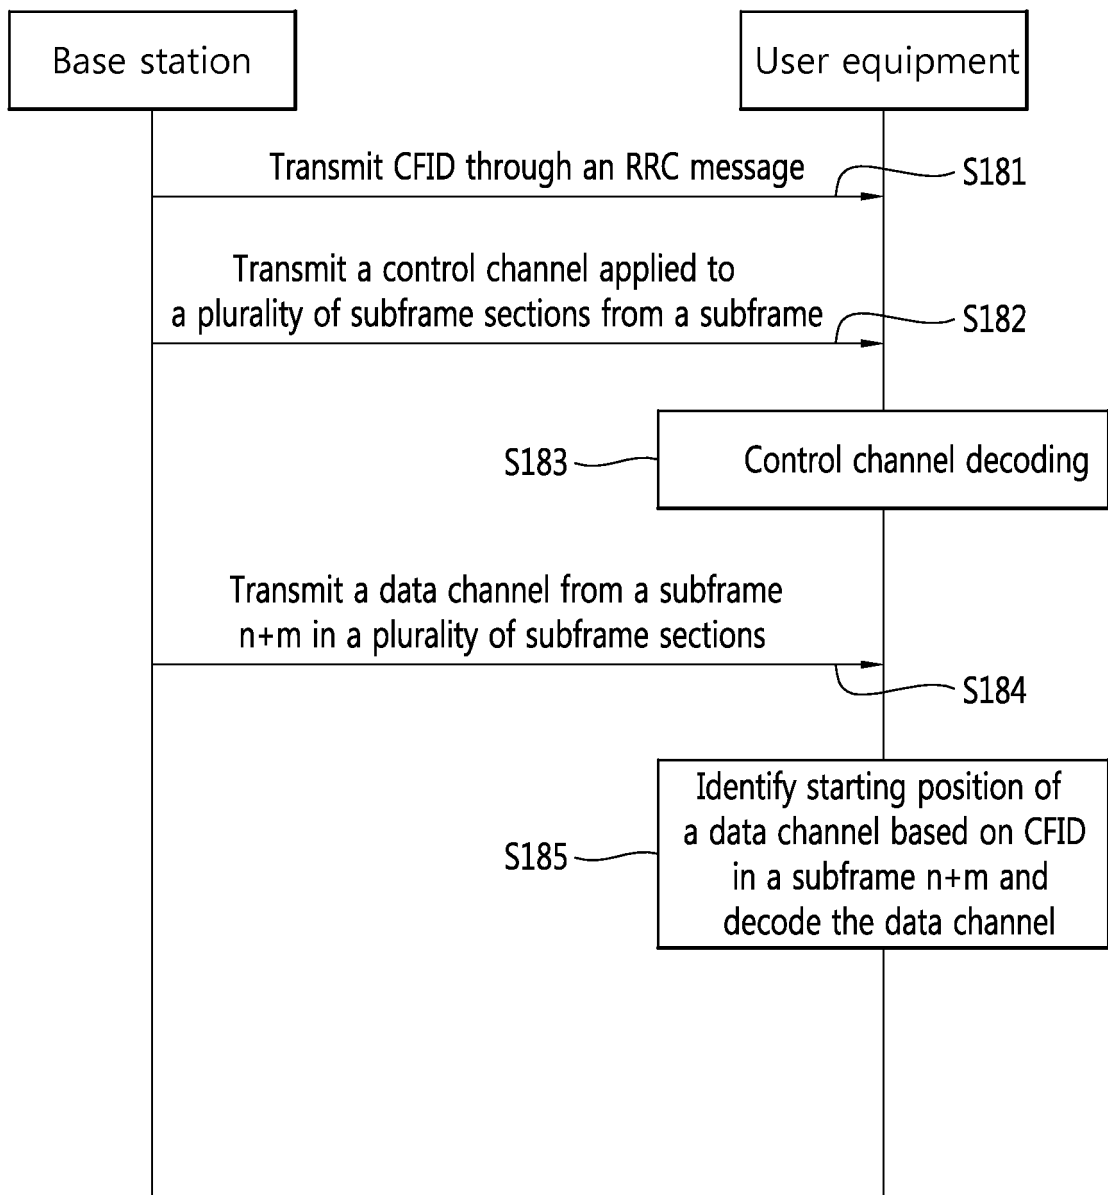 Base station
User equipment
Transmit CFID through an RRC message
S181
Transmit a control channel applied to
a plurality of subframe sections from a subframe
S182
S183
Control channel decoding
Transmit a data channel from a subframe
n+m in a plurality of subframe sections
S184
S185
Identify starting position of
a data channel based on CFID
in a subframe n+m and
decode the data channel